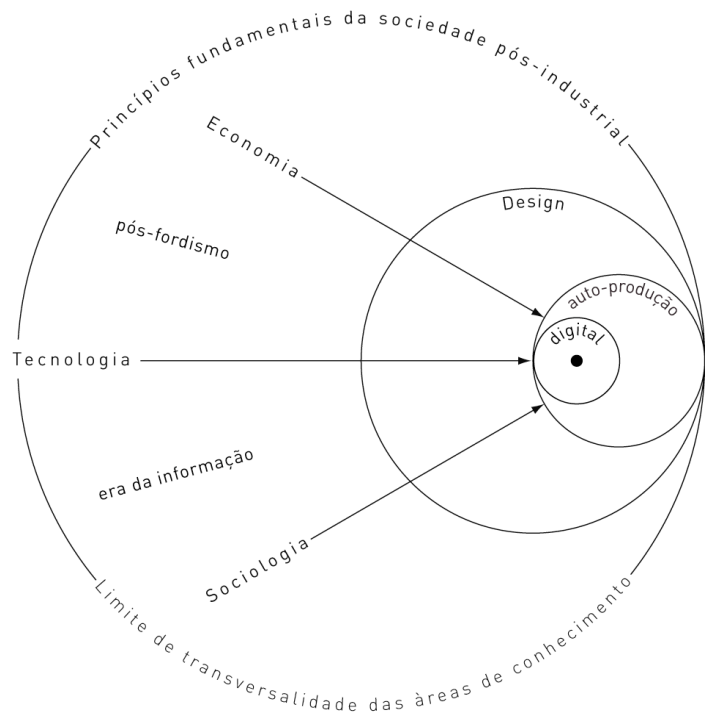 Princípios fundamentais da sociedade pós-industrial
Economia
Design
pós-fordismo
auto-produção
digital
Tecnologia
era da informação
Sociologia
Limite de transversalidade das àreas de conhecimento